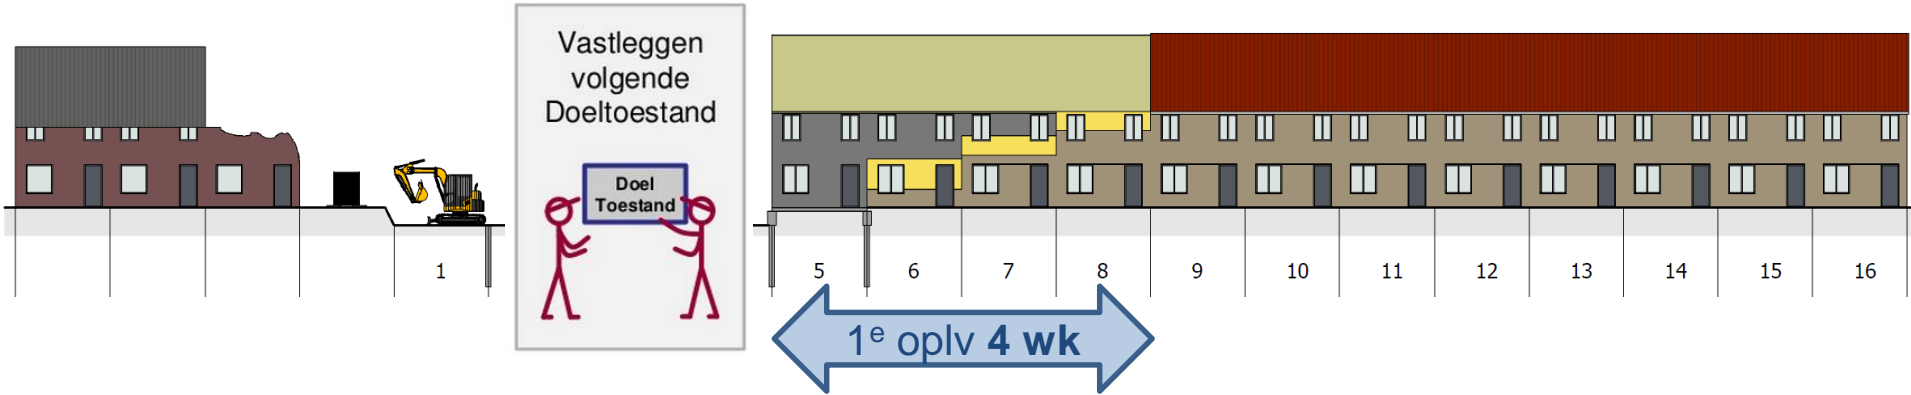 Vastleggen
volgende
Doeltoestand
Doel
Toestand
1 5 6 7 8 9 10 11 12 13 14 15 16
1e oplv 4 wk